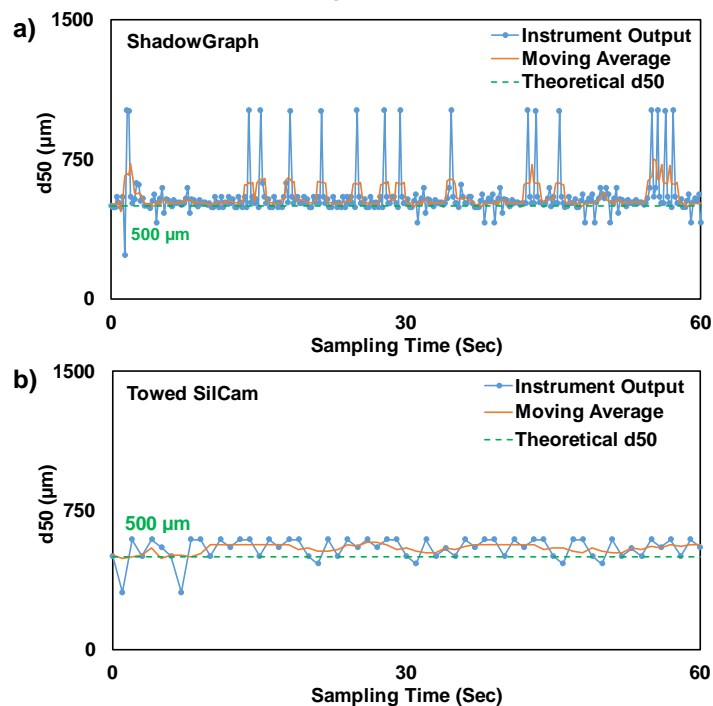 a)
1500
ShadowGraph
Instrument Output
Moving Average
Theoretical d50
d50 (µm)
750
500 µm
0
0
30
60
Sampling Time (Sec)
b)
1500
Towed SilCam
Instrument Output
Moving Average
Theoretical d50
d50 (µm)
750
500 µm
0
0
30
60
Sampling Time (Sec)